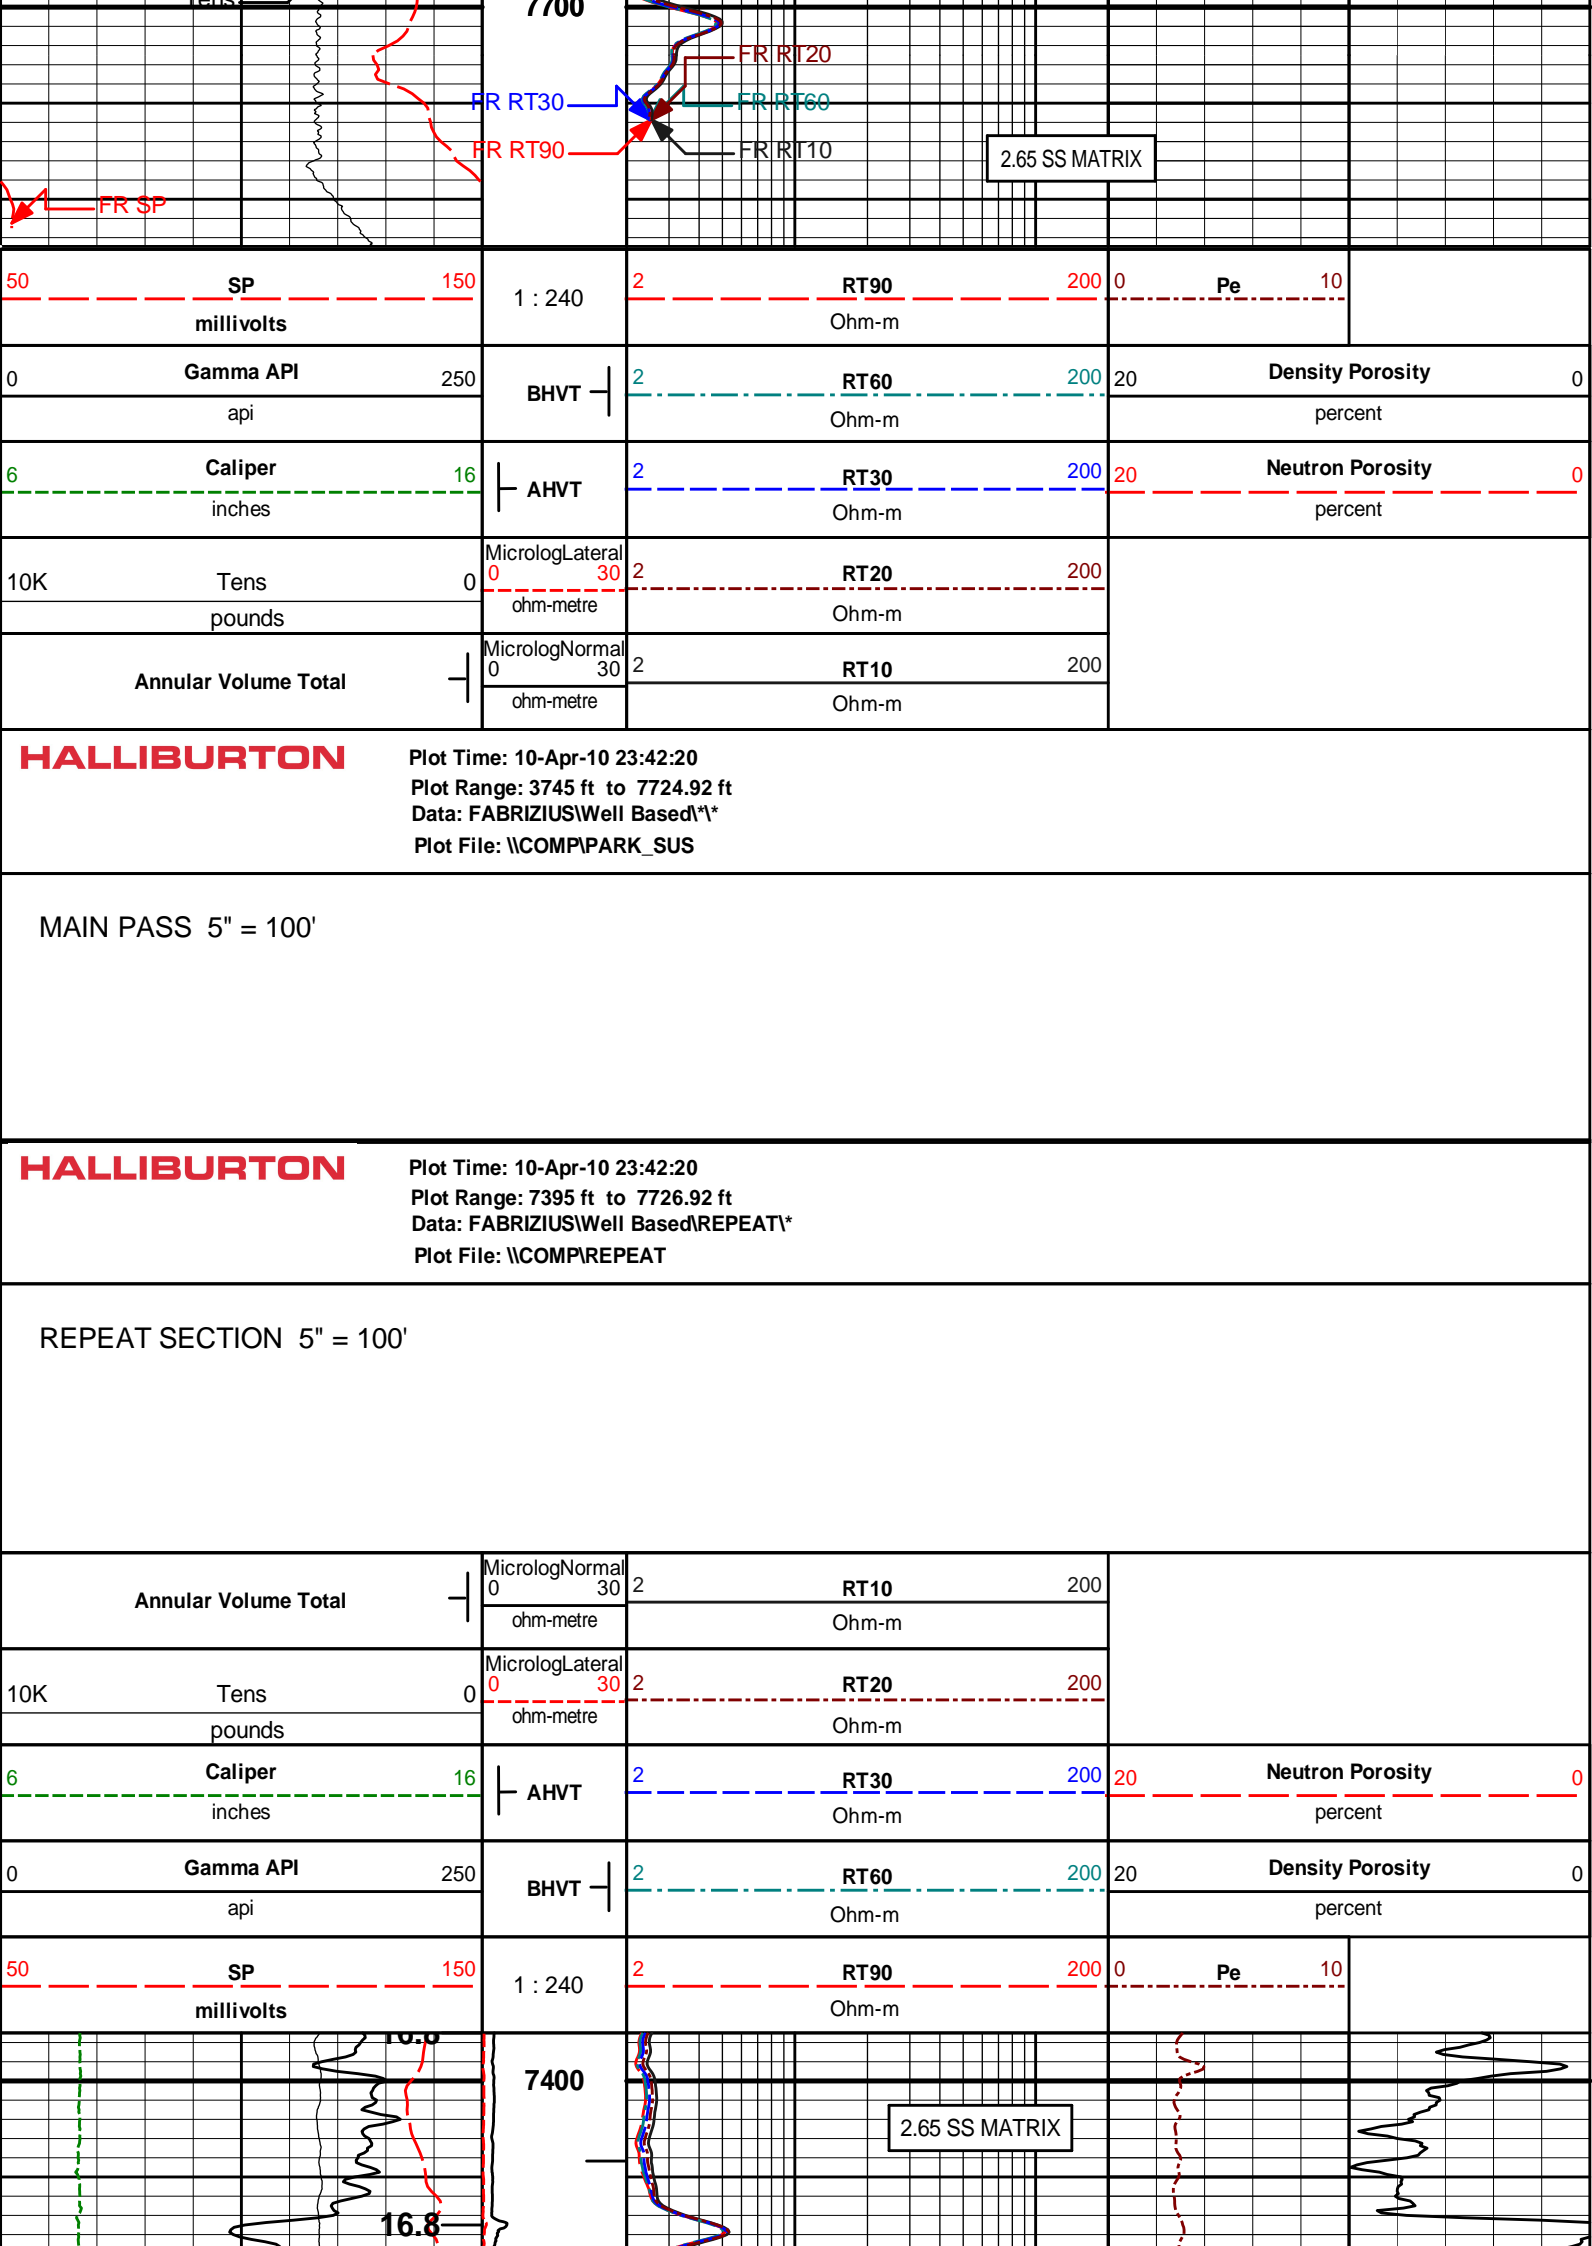 Tens
7700
FR RT20
FR RT30
FR RT60
FR RT90
FR RT10
2.65 SS MATRIX
FR SP
50 SP 150
millivolts
1 : 240
2 RT90 200
Ohm-m
0 Pe 10
0 Gamma API 250
api
BHVT
2 RT60 200
Ohm-m
20 Density Porosity 0
percent
6 Caliper 16
inches
AHVT
2 RT30 200
Ohm-m
20 Neutron Porosity 0
percent
10K Tens 0
pounds
MicrologLateral
0 30
ohm-metre
2 RT20 200
Ohm-m
Annular Volume Total
MicrologNormal
0 30
ohm-metre
2 RT10 200
Ohm-m
HALLIBURTON
Plot Time: 10-Apr-10 23:42:20
Plot Range: 3745 ft to 7724.92 ft
Data: FABRIZIUS\Well Based\*\*
Plot File: \\COMP\PARK_SUS
MAIN PASS 5" = 100'
HALLIBURTON
Plot Time: 10-Apr-10 23:42:20
Plot Range: 7395 ft to 7726.92 ft
Data: FABRIZIUS\Well Based\REPEAT\*
Plot File: \\COMP\REPEAT
REPEAT SECTION 5" = 100'
Annular Volume Total
MicrologNormal
0 30
ohm-metre
2 RT10 200
Ohm-m
10K Tens 0
pounds
MicrologLateral
0 30
ohm-metre
2 RT20 200
Ohm-m
6 Caliper 16
inches
AHVT
2 RT30 200
Ohm-m
20 Neutron Porosity 0
percent
0 Gamma API 250
api
BHVT
2 RT60 200
Ohm-m
20 Density Porosity 0
percent
50 SP 150
millivolts
1 : 240
2 RT90 200
Ohm-m
0 Pe 10
16.8
7400
2.65 SS MATRIX
16.8